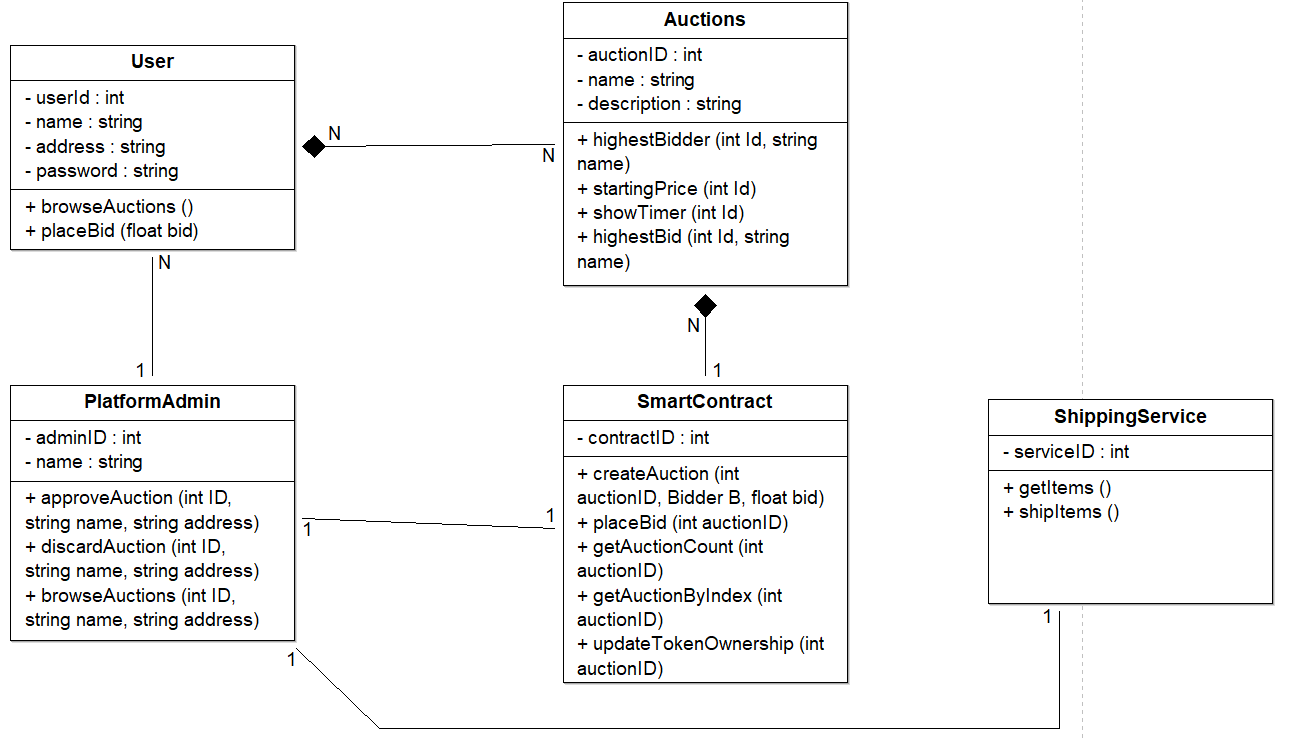 Auctions
- auctionID : int
- name : string
- description : string
+ highestBidder (int Id, string
name)
+ startingPrice (int Id)
+ showTimer (int Id)
+ highestBid (int Id, string
name)
User
- userId : int
- name : string
- address : string
- password : string
+ browseAuctions ()
+ placeBid (float bid)
N
N
N
1
N
1
PlatformAdmin
- adminID : int
- name : string
+ approveAuction (int ID,
string name, string address)
+ discardAuction (int ID,
string name, string address)
+ browseAuctions (int ID,
string name, string address)
1
1
SmartContract
- contractID : int
+ createAuction (int
auctionID, Bidder B, float bid)
+ placeBid (int auctionID)
+ getAuctionCount (int
auctionID)
+ getAuctionByIndex (int
auctionID)
+ updateTokenOwnership (int
auctionID)
ShippingService
- serviceID : int
+ getItems ()
+ shipItems ()
1
1